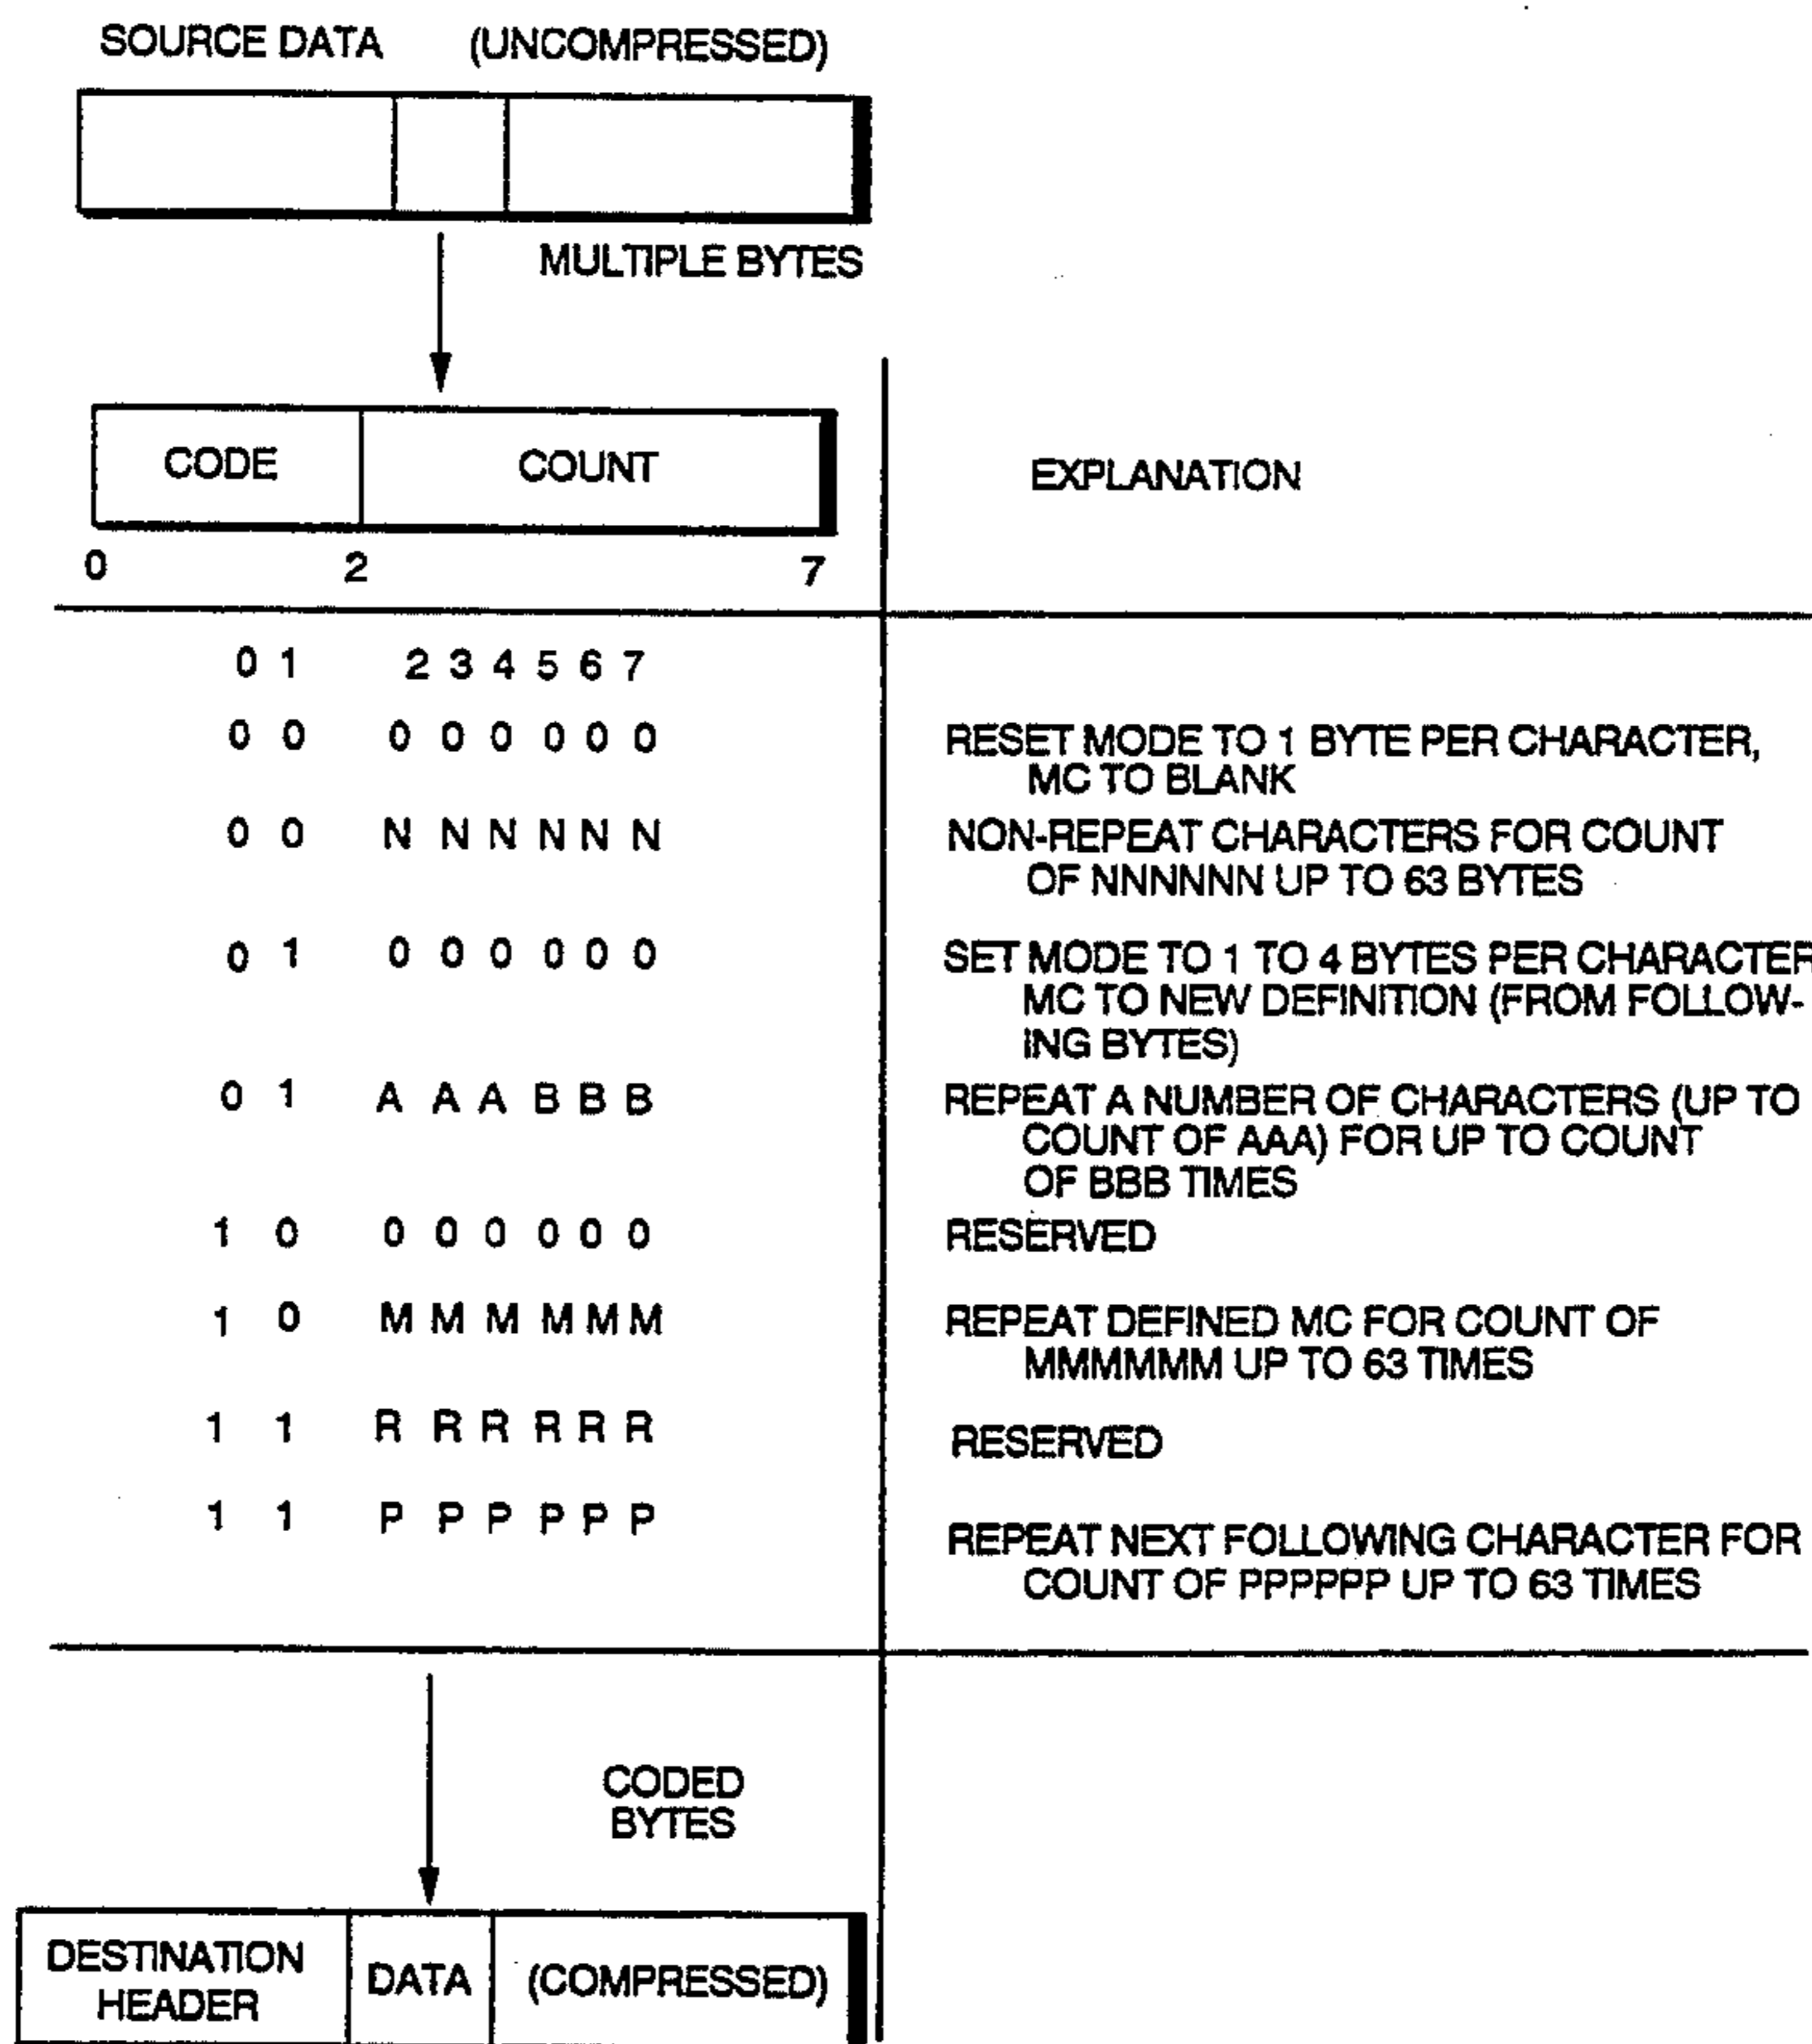 SOURCE DATA (UNCOMPRESSED)
MULTIPLE BYTES
CODE COUNT
EXPLANATION
0 2 7
0 1 2 3 4 5 6 7
0 0 0 0 0 0 0 0
RESET MODE TO 1 BYTE PER CHARACTER,
MC TO BLANK
0 0 N N N N N N
NON-REPEAT CHARACTERS FOR COUNT
OF NNNNNN UP TO 63 BYTES
0 1 0 0 0 0 0 0
SET MODE TO 1 TO 4 BYTES PER CHARACTER
MC TO NEW DEFINITION (FROM FOLLOW-
ING BYTES)
0 1 A A A B B B
REPEAT A NUMBER OF CHARACTERS (UP TO
COUNT OF AAA) FOR UP TO COUNT
OF BBB TIMES
1 0 0 0 0 0 0 0
RESERVED
1 0 M M M M M M
REPEAT DEFINED MC FOR COUNT OF
MMMMMM UP TO 63 TIMES
1 1 R R R R R R
RESERVED
1 1 P P P P P P
REPEAT NEXT FOLLOWING CHARACTER FOR
COUNT OF PPPPPP UP TO 63 TIMES
CODED
BYTES
DESTINATION
HEADER
DATA (COMPRESSED)